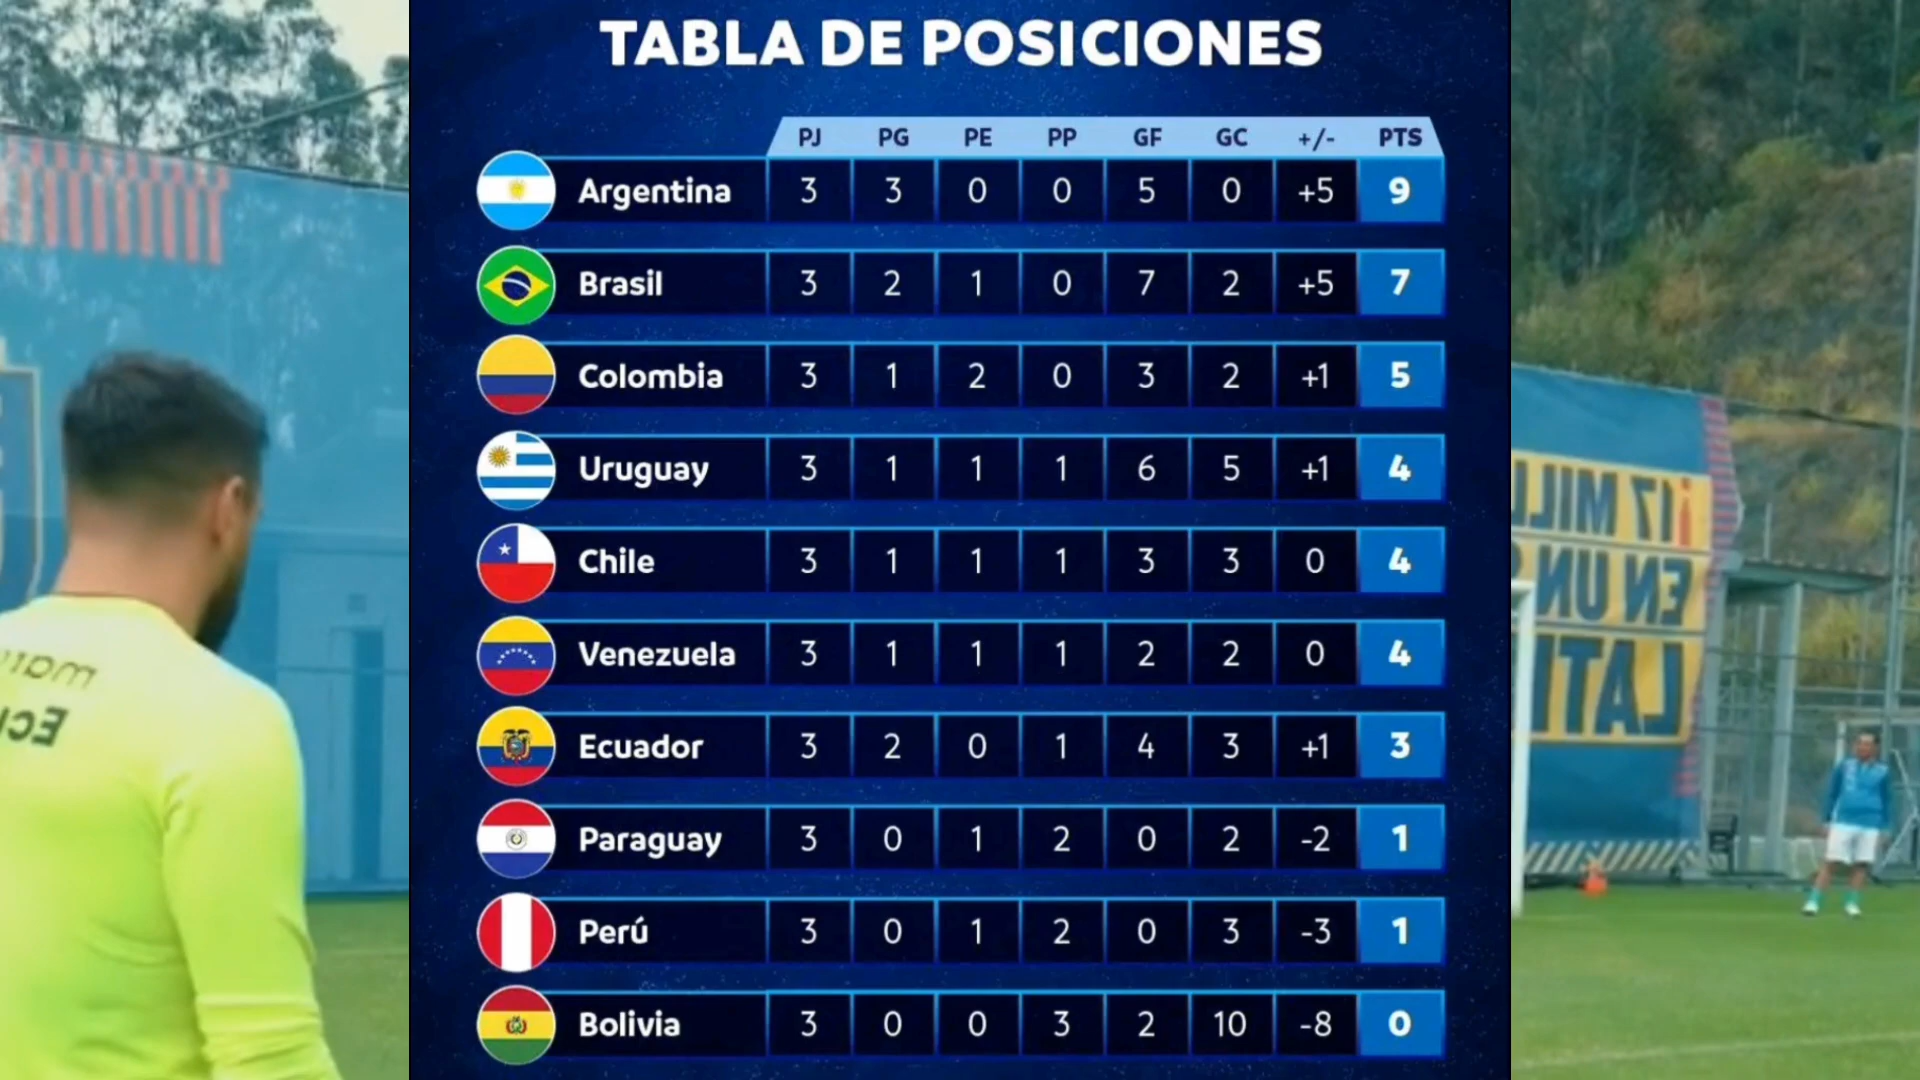 TABLA DE POSICIONES
PJ PG PE PP GF GC +/- PTS
Argentina 3 3 0 0 5 0 +5 9
Brasil 3 2 1 0 7 2 +5 7
Colombia 3 1 2 0 3 2 +1 5
Uruguay 3 1 1 1 6 5 +1 4
Chile 3 1 1 1 3 3 0 4
Venezuela 3 1 1 1 2 2 0 4
Ecuador 3 2 0 1 4 3 +1 3
Paraguay 3 0 1 2 0 2 -2 1
Perú 3 0 1 2 0 3 -3 1
Bolivia 3 0 0 3 2 10 -8 0
¡17 MILL
EN UN
LATI